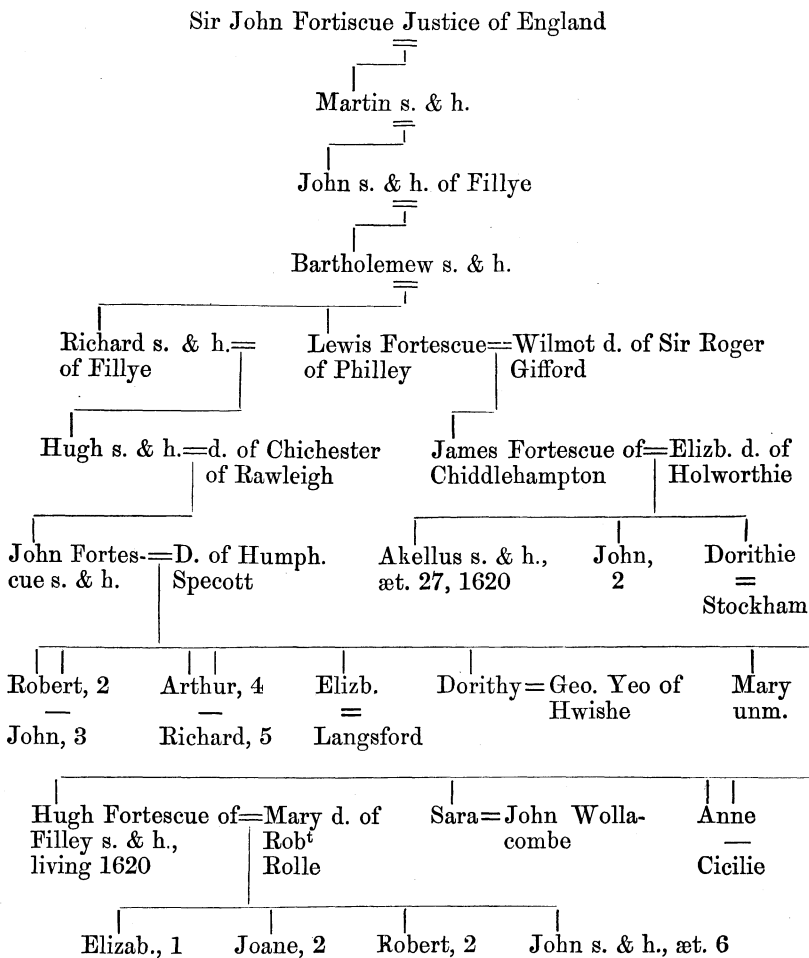 Sir John Fortiscue Justice of England
=
Martin s. & h.
=
John s. & h. of Fillye
=
Bartholemew s. & h.
=
Richard s. & h.= Lewis Fortescue=Wilmot d. of Sir Roger
of Fillye of Philley Gifford
Hugh s. & h.=d. of Chichester James Fortescue of=Elizb. d. of
of Rawleigh Chiddlehampton Holworthie
John Fortes-=D. of Humph. Akellus s. & h., John, Dorithie
cue s. & h. Specott æt. 27, 1620 2 =
Stockham
Robert, 2 Arthur, 4 Elizb. Dorithy=Geo. Yeo of Mary
— — = Hwishe unm.
John, 3 Richard, 5 Langsford
Hugh Fortescue of=Mary d. of Sara=John Wolla- Anne
Filley s. & h., Robᵗ combe —
living 1620 Rolle Cicilie
Elizab., 1 Joane, 2 Robert, 2 John s. & h., æt. 6